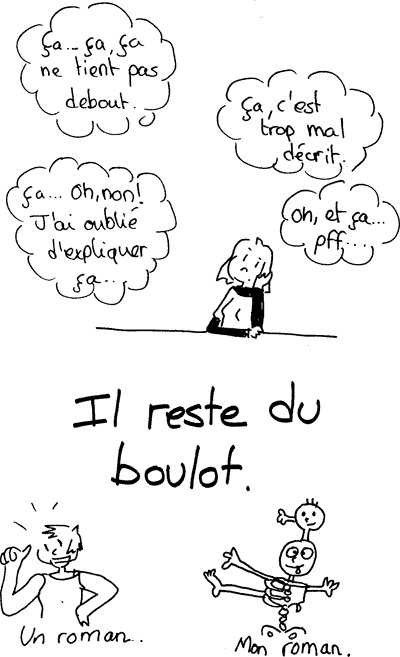 ça... ça, ça
ne tient pas
debout.
ça, c'est
trop mal
décrit.
ça... oh, non!
J'ai oublié
d'expliquer
ça...
oh, et ça...
pff...
Il reste du
boulot.
Un roman..
Mon roman.